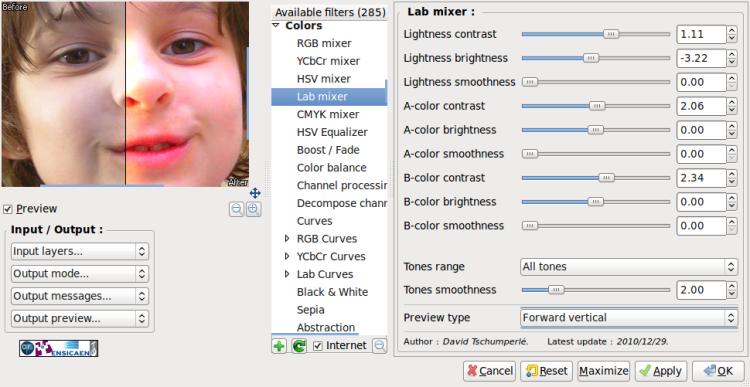 Before
After
Preview
Input / Output :
Input layers...
Output mode...
Output messages...
Output preview...
ENSICAEN
Available filters (285)
Colors
RGB mixer
YCbCr mixer
HSV mixer
Lab mixer
CMYK mixer
HSV Equalizer
Boost / Fade
Color balance
Channel processin
Decompose chann
Curves
RGB Curves
YCbCr Curves
Lab Curves
Black & White
Sepia
Abstraction
Internet
Lab mixer :
Lightness contrast 1.11
Lightness brightness -3.22
Lightness smoothness 0.00
A-color contrast 2.06
A-color brightness 0.00
A-color smoothness 0.00
B-color contrast 2.34
B-color brightness 0.00
B-color smoothness 0.00
Tones range All tones
Tones smoothness 2.00
Preview type Forward vertical
Author : David Tschumperlé. Latest update : 2010/12/29.
Cancel Reset Maximize Apply OK